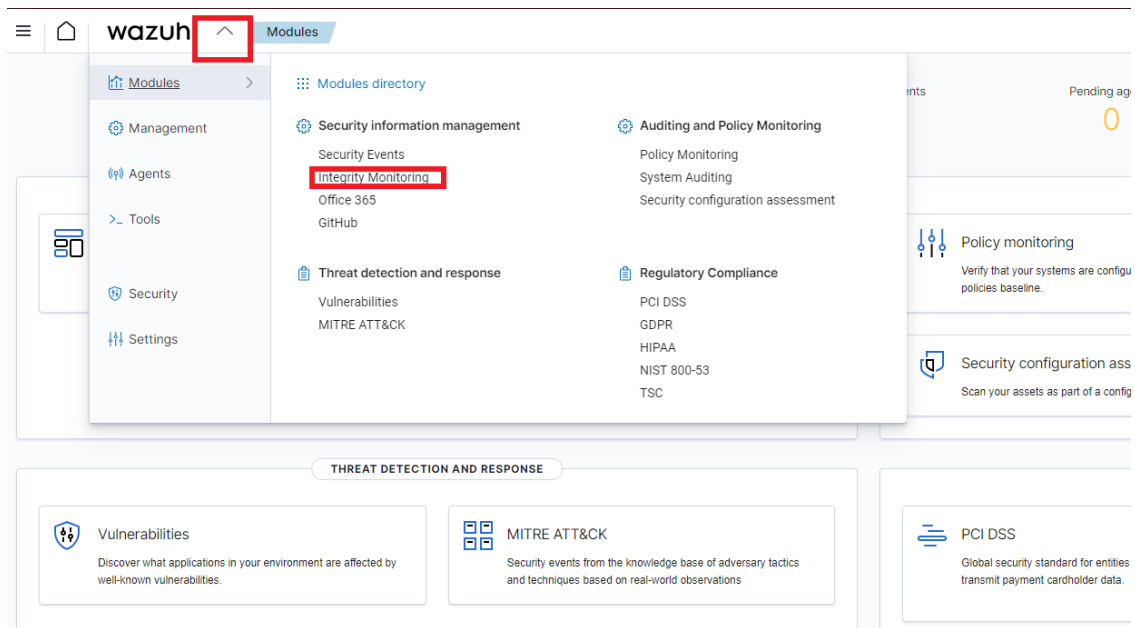 wazuh
Modules
Modules
Management
Agents
Tools
Security
Settings
Modules directory
Security information management
Security Events
Integrity Monitoring
Office 365
GitHub
Auditing and Policy Monitoring
Policy Monitoring
System Auditing
Security configuration assessment
Threat detection and response
Vulnerabilities
MITRE ATT&CK
Regulatory Compliance
PCI DSS
GDPR
HIPAA
NIST 800-53
TSC
Pending
0
Policy monitoring
Verify that your systems are
policies baseline.
Security configuration
Scan your assets as part of a
THREAT DETECTION AND RESPONSE
Vulnerabilities
Discover what applications in your environment are affected by
well-known vulnerabilities.
MITRE ATT&CK
Security events from the knowledge base of adversary tactics
and techniques based on real-world observations
PCI DSS
Global security standard for entities
transmit payment cardholder data.